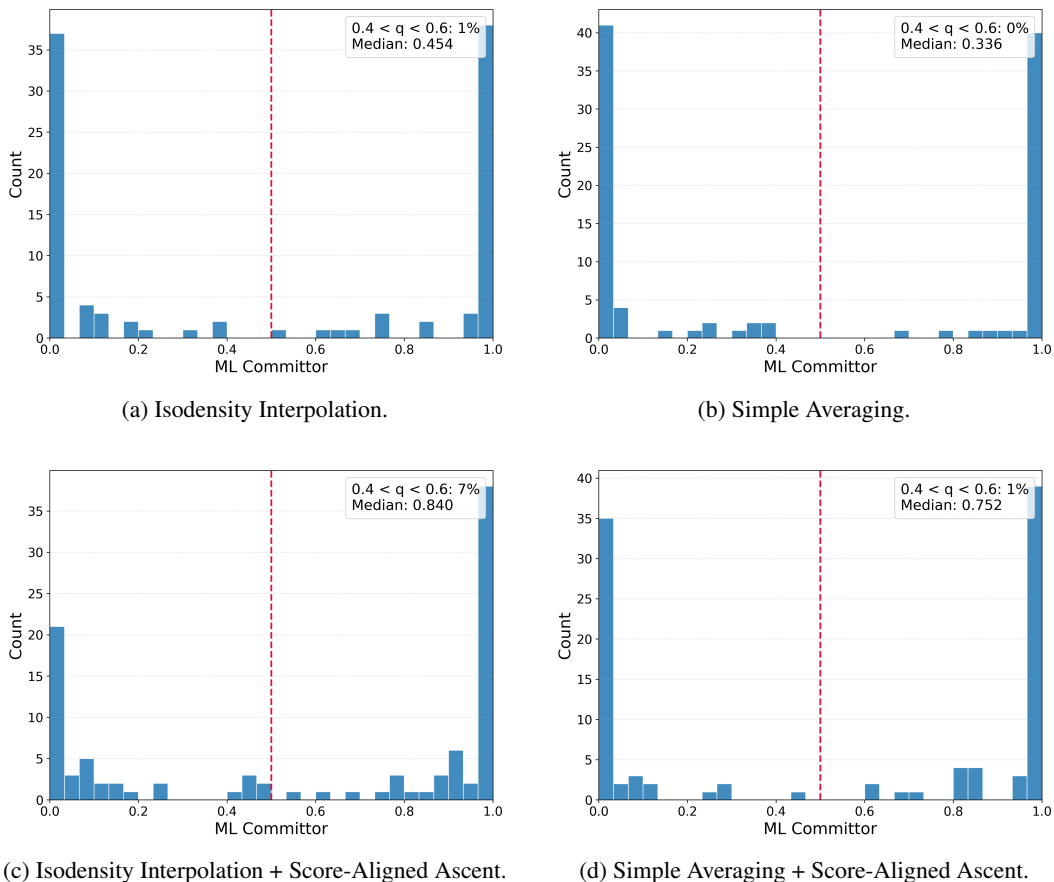 0.4 < q < 0.6: 1%
Median: 0.454
35
30
25
20
15
10
5
0
Count
0.0 0.2 0.4 0.6 0.8 1.0
ML Committor
(a) Isodensity Interpolation.
0.4 < q < 0.6: 0%
Median: 0.336
40
35
30
25
20
15
10
5
0
Count
0.0 0.2 0.4 0.6 0.8 1.0
ML Committor
(b) Simple Averaging.
0.4 < q < 0.6: 7%
Median: 0.840
35
30
25
20
15
10
5
0
Count
0.0 0.2 0.4 0.6 0.8 1.0
ML Committor
(c) Isodensity Interpolation + Score-Aligned Ascent.
0.4 < q < 0.6: 1%
Median: 0.752
40
35
30
25
20
15
10
5
0
Count
0.0 0.2 0.4 0.6 0.8 1.0
ML Committor
(d) Simple Averaging + Score-Aligned Ascent.